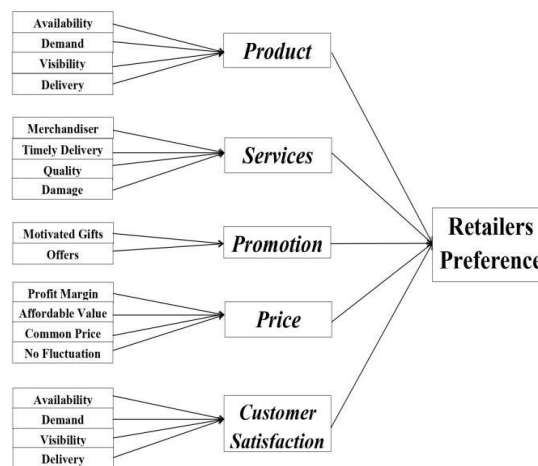 Availability
Demand
Visibility
Delivery
Product
Merchandiser
Timely Delivery
Quality
Damage
Services
Motivated Gifts
Offers
Promotion
Profit Margin
Affordable Value
Common Price
No Fluctuation
Price
Availability
Demand
Visibility
Delivery
Customer
Satisfaction
Retailers
Preference